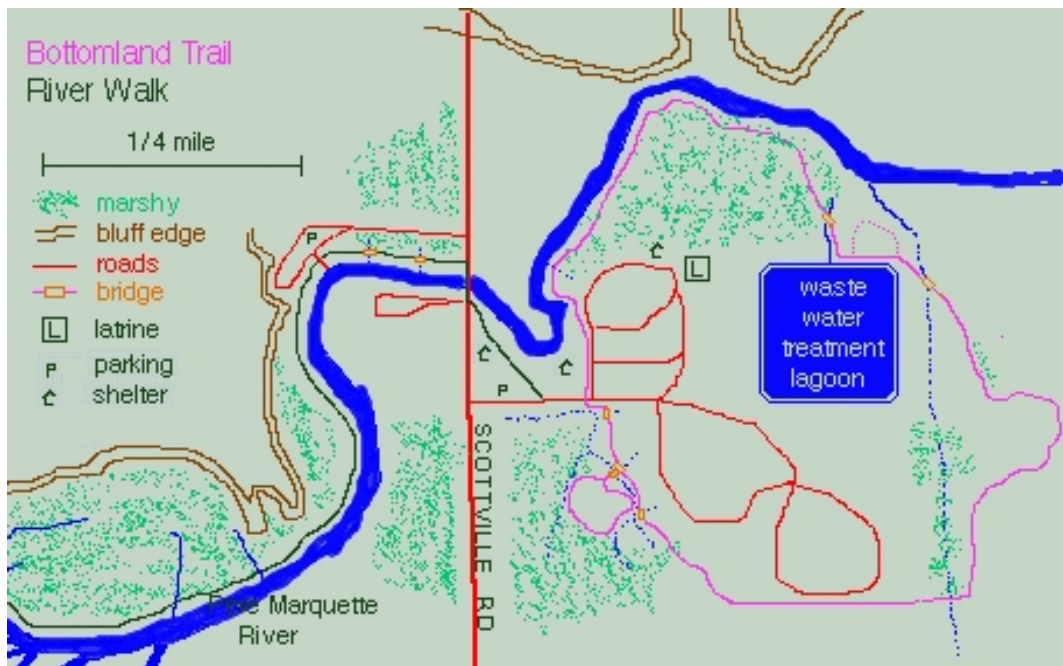 Bottomland Trail
River Walk
1/4 mile
marshy
bluff edge
roads
bridge
L latrine
P parking
shelter
P
L
waste
water
treatment
lagoon
P
SCOTTVILLE RD
Pere Marquette
River